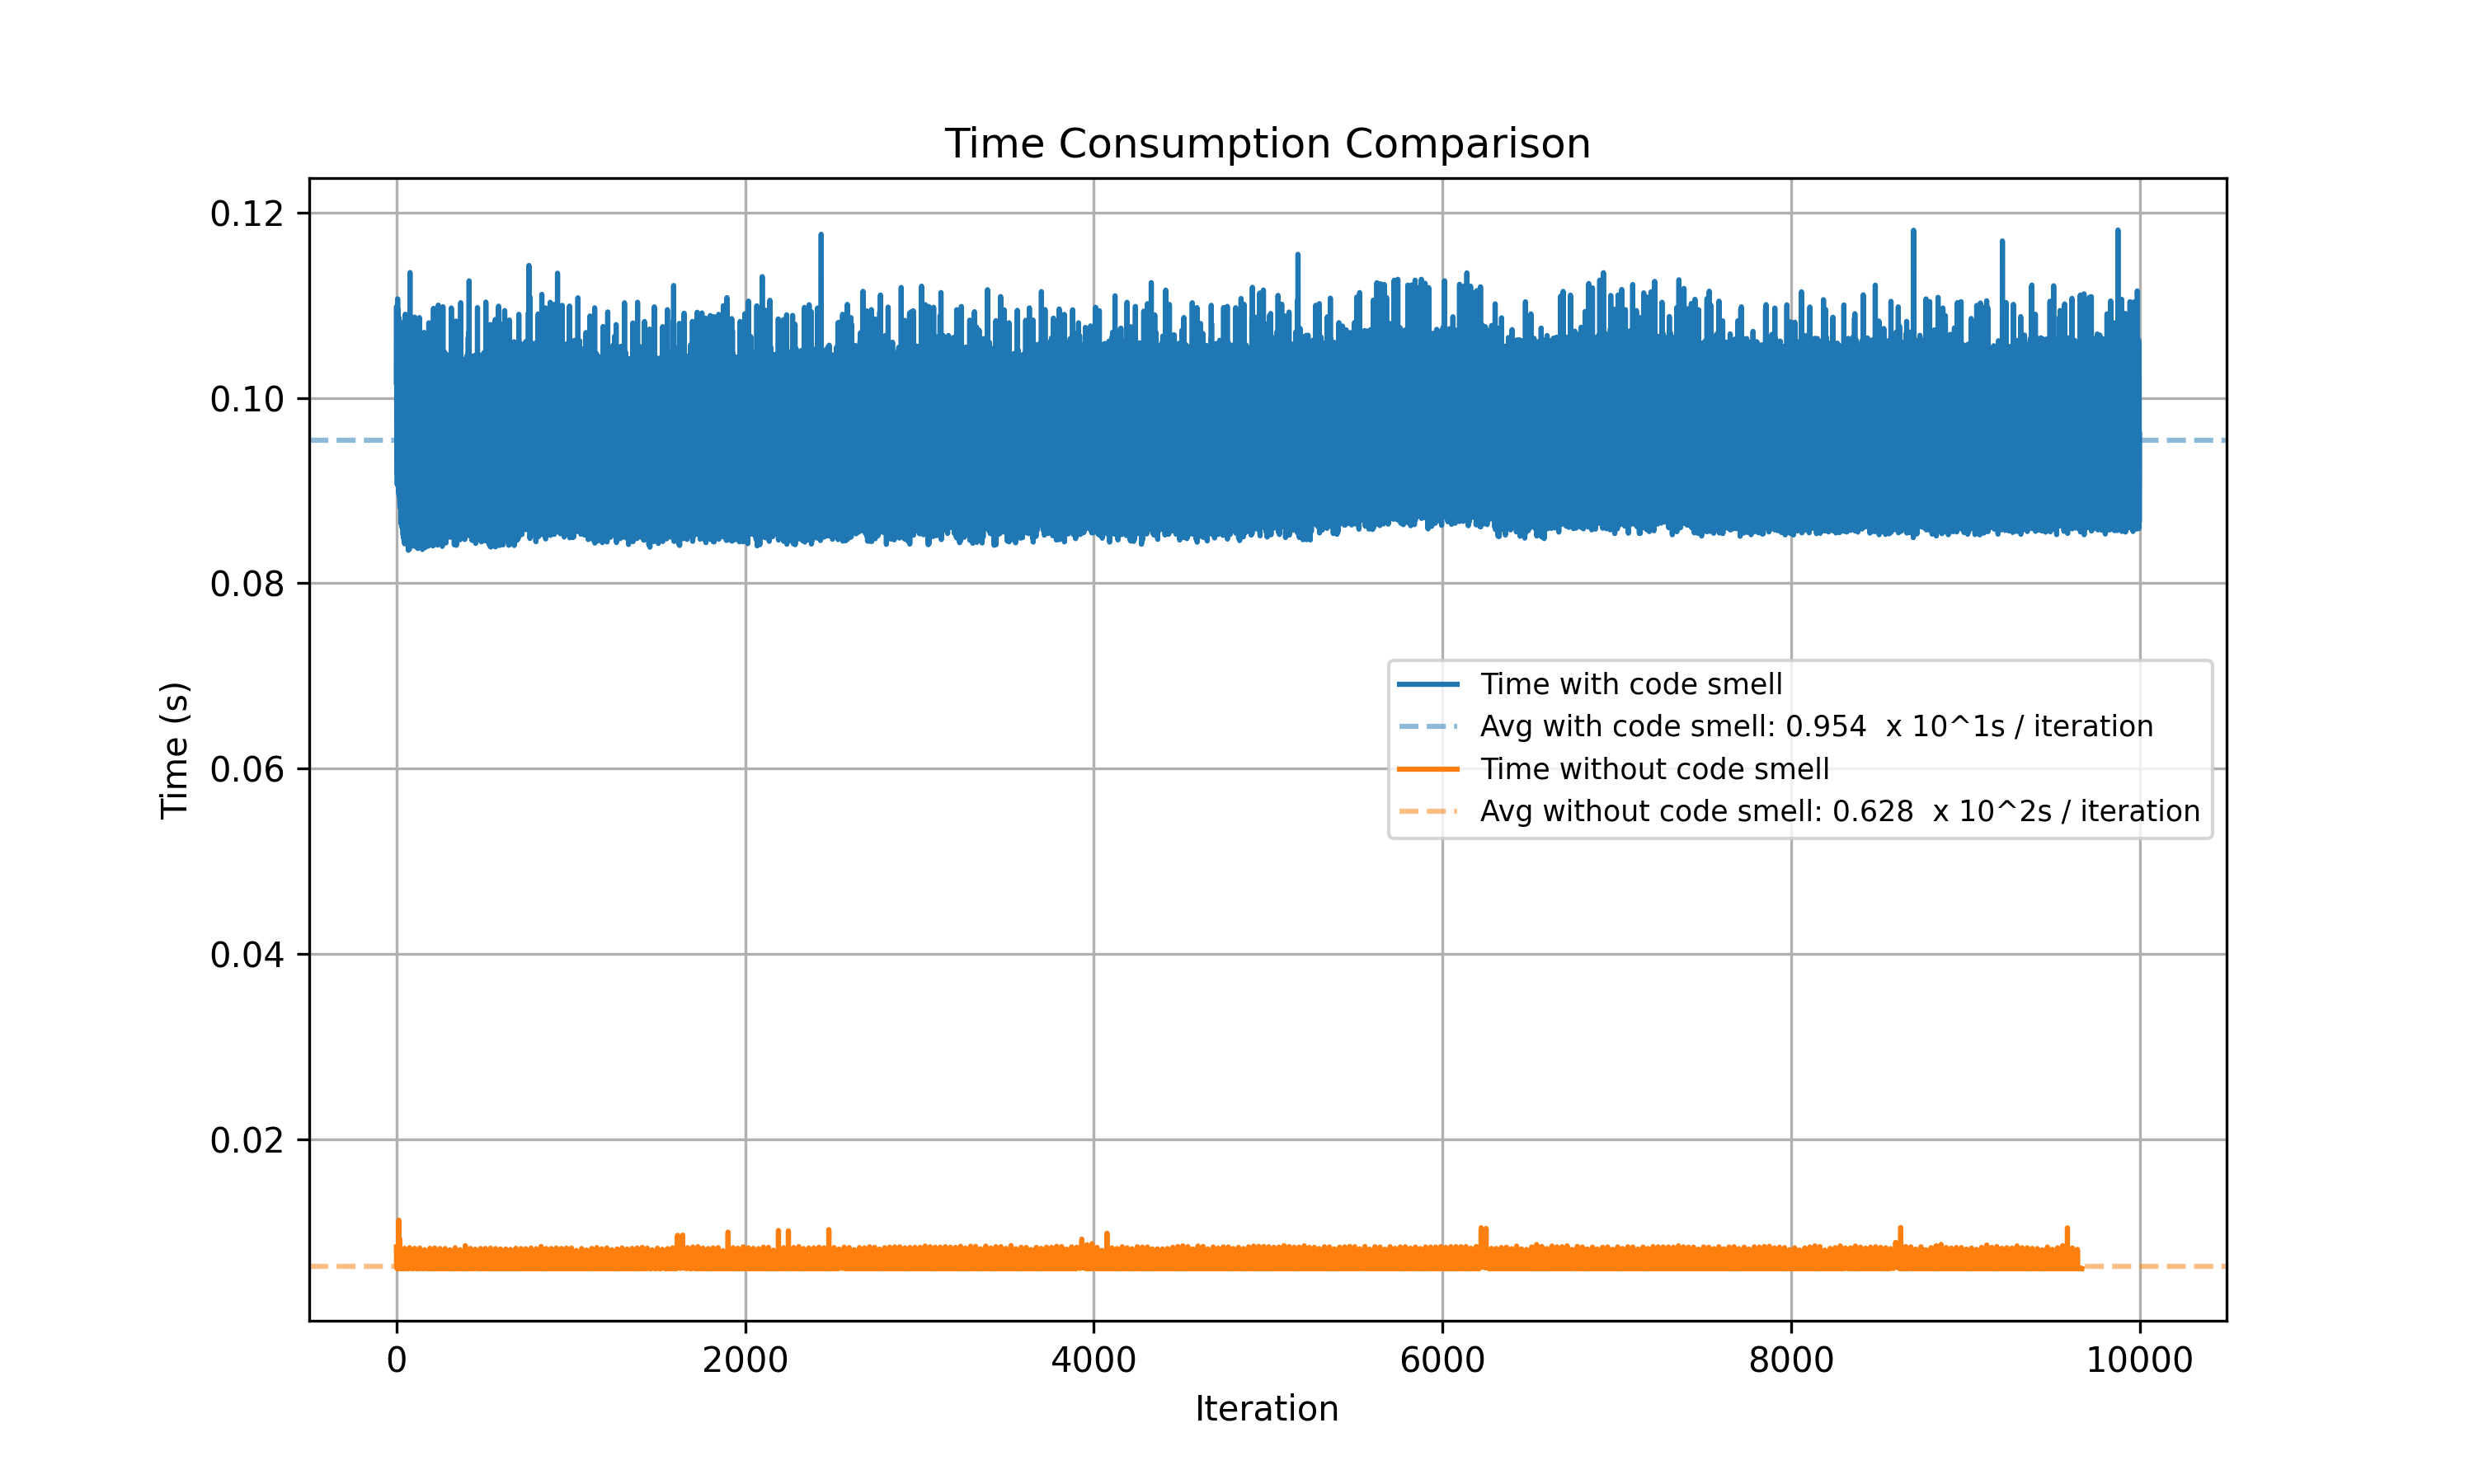 Time Consumption Comparison
0.12
0.10
0.08
0.06
0.04
0.02
Time (s)
Time with code smell
Avg with code smell: 0.954  x 10^1s / iteration
Time without code smell
Avg without code smell: 0.628  x 10^2s / iteration
0 2000 4000 6000 8000 10000
Iteration